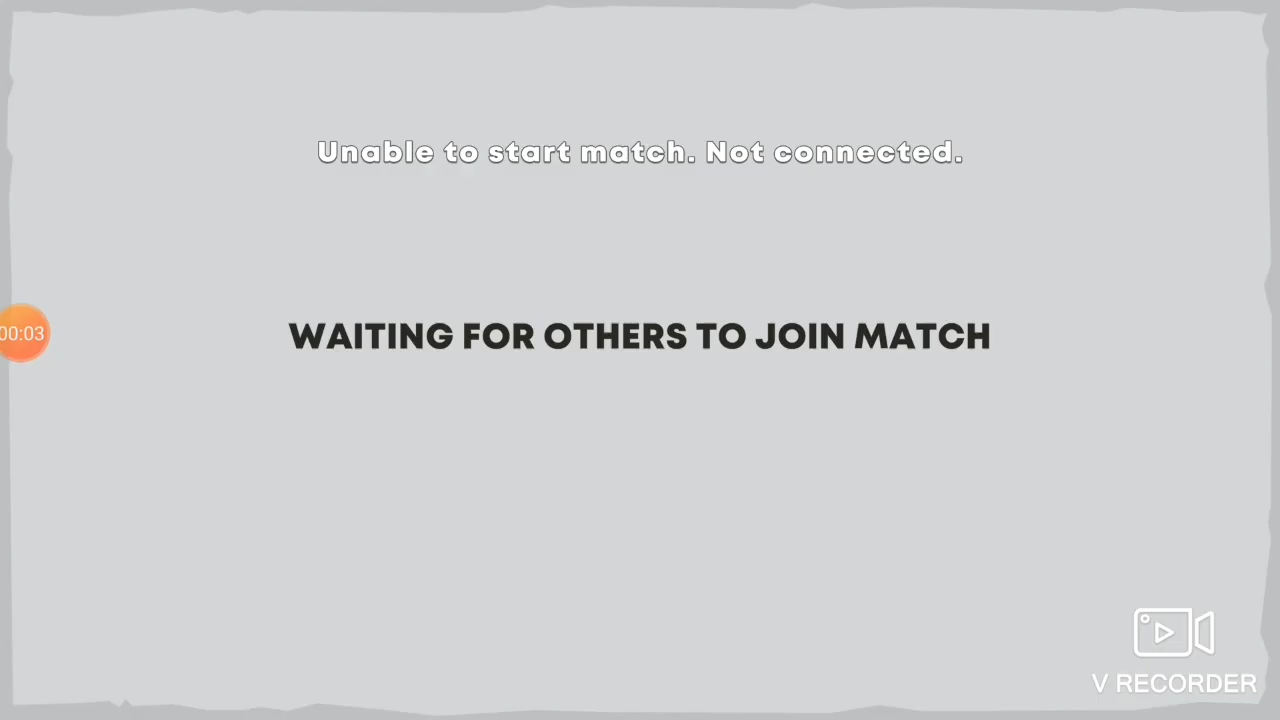 Unable to start match. Not connected.
00:03
WAITING FOR OTHERS TO JOIN MATCH
V RECORDER